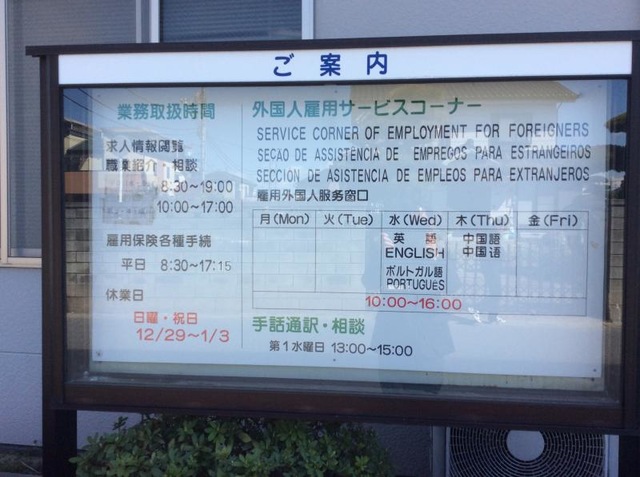 ご案内
業務取扱時間
求人情報閲覧
職業紹介 相談
8:30〜19:00
10:00〜17:00
雇用保険各種手続
平日 8:30〜17:15
休業日
日曜・祝日
12/29〜1/3
外国人雇用サービスコーナー
SERVICE CORNER OF EMPLOYMENT FOR FOREIGNERS
SEÇÃO DE ASSISTÊNCIA DE EMPREGOS PARA ESTRANGEIROS
SECCION DE ASISTENCIA DE EMPLEOS PARA EXTRANJEROS
雇用外国人服务窗口
月(Mon) 火(Tue) 水(Wed) 木(Thu) 金(Fri)
英語 中国語
ENGLISH 中国语
ポルトガル語
PORTUGUÊS
10:00〜16:00
手話通訳・相談
第1水曜日 13:00〜15:00